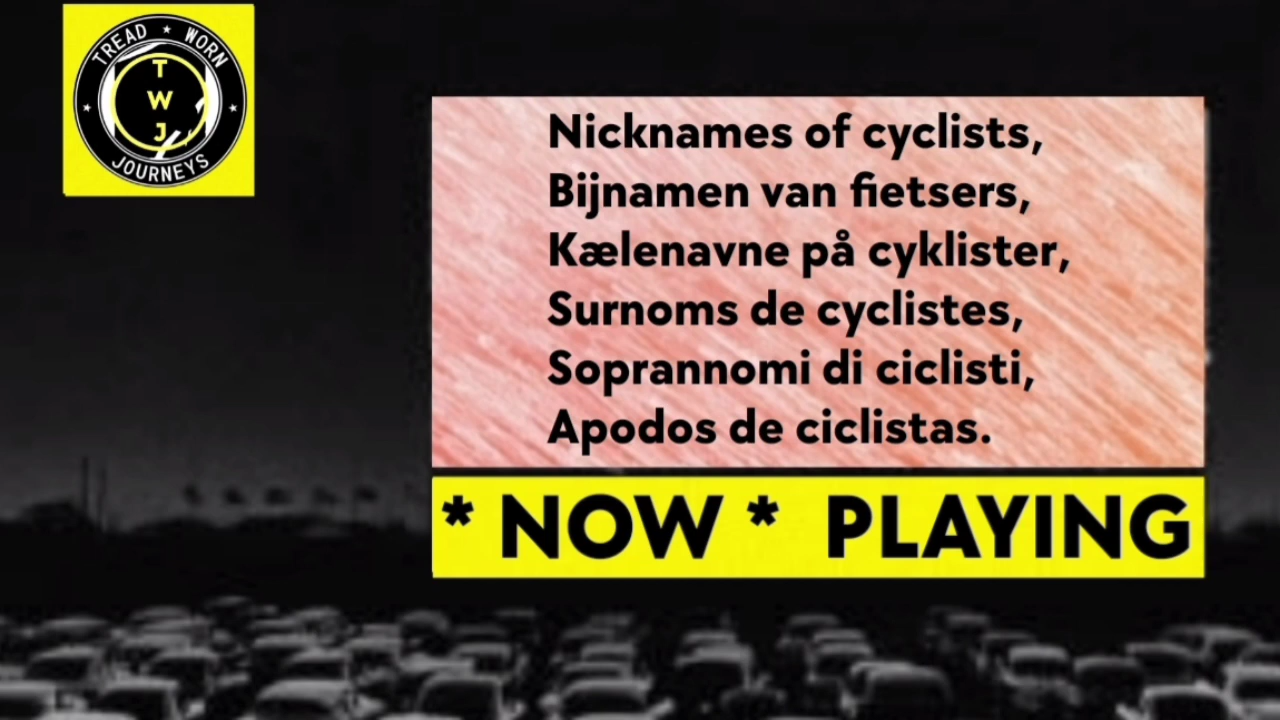 TREAD ★ WORN
T
W
J
JOURNEYS
Nicknames of cyclists,
Bijnamen van fietsers,
Kælenavne på cyklister,
Surnoms de cyclistes,
Soprannomi di ciclisti,
Apodos de ciclistas.
* NOW * PLAYING